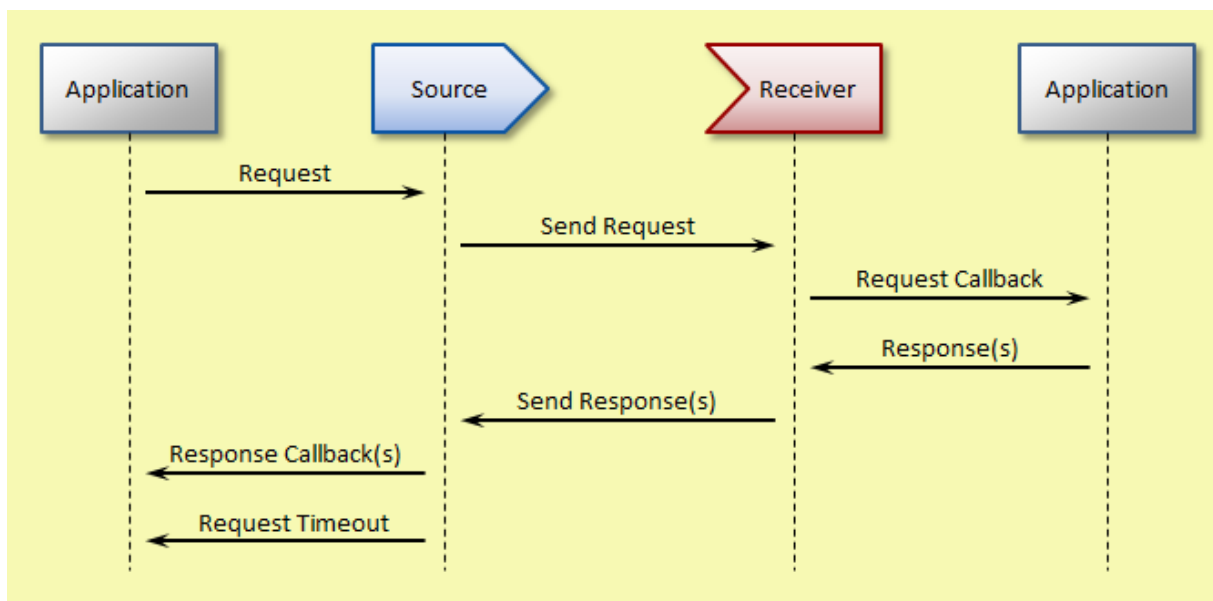 Application
Source
Receiver
Application
Request
Send Request
Request Callback
Response(s)
Send Response(s)
Response Callback(s)
Request Timeout